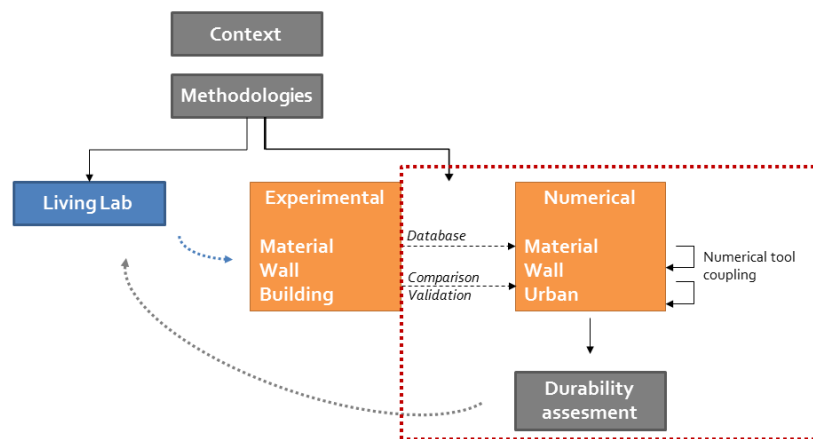 Context
Methodologies
Living Lab
Experimental
Material
Wall
Building
Database
Comparison
Validation
Numerical
Material
Wall
Urban
Numerical tool
coupling
Durability
assesment